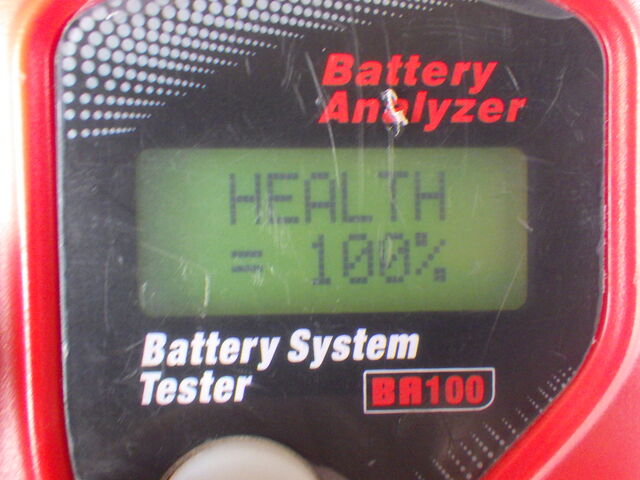 Battery
Analyzer
HEALTH
= 100%
Battery System
Tester
BA100